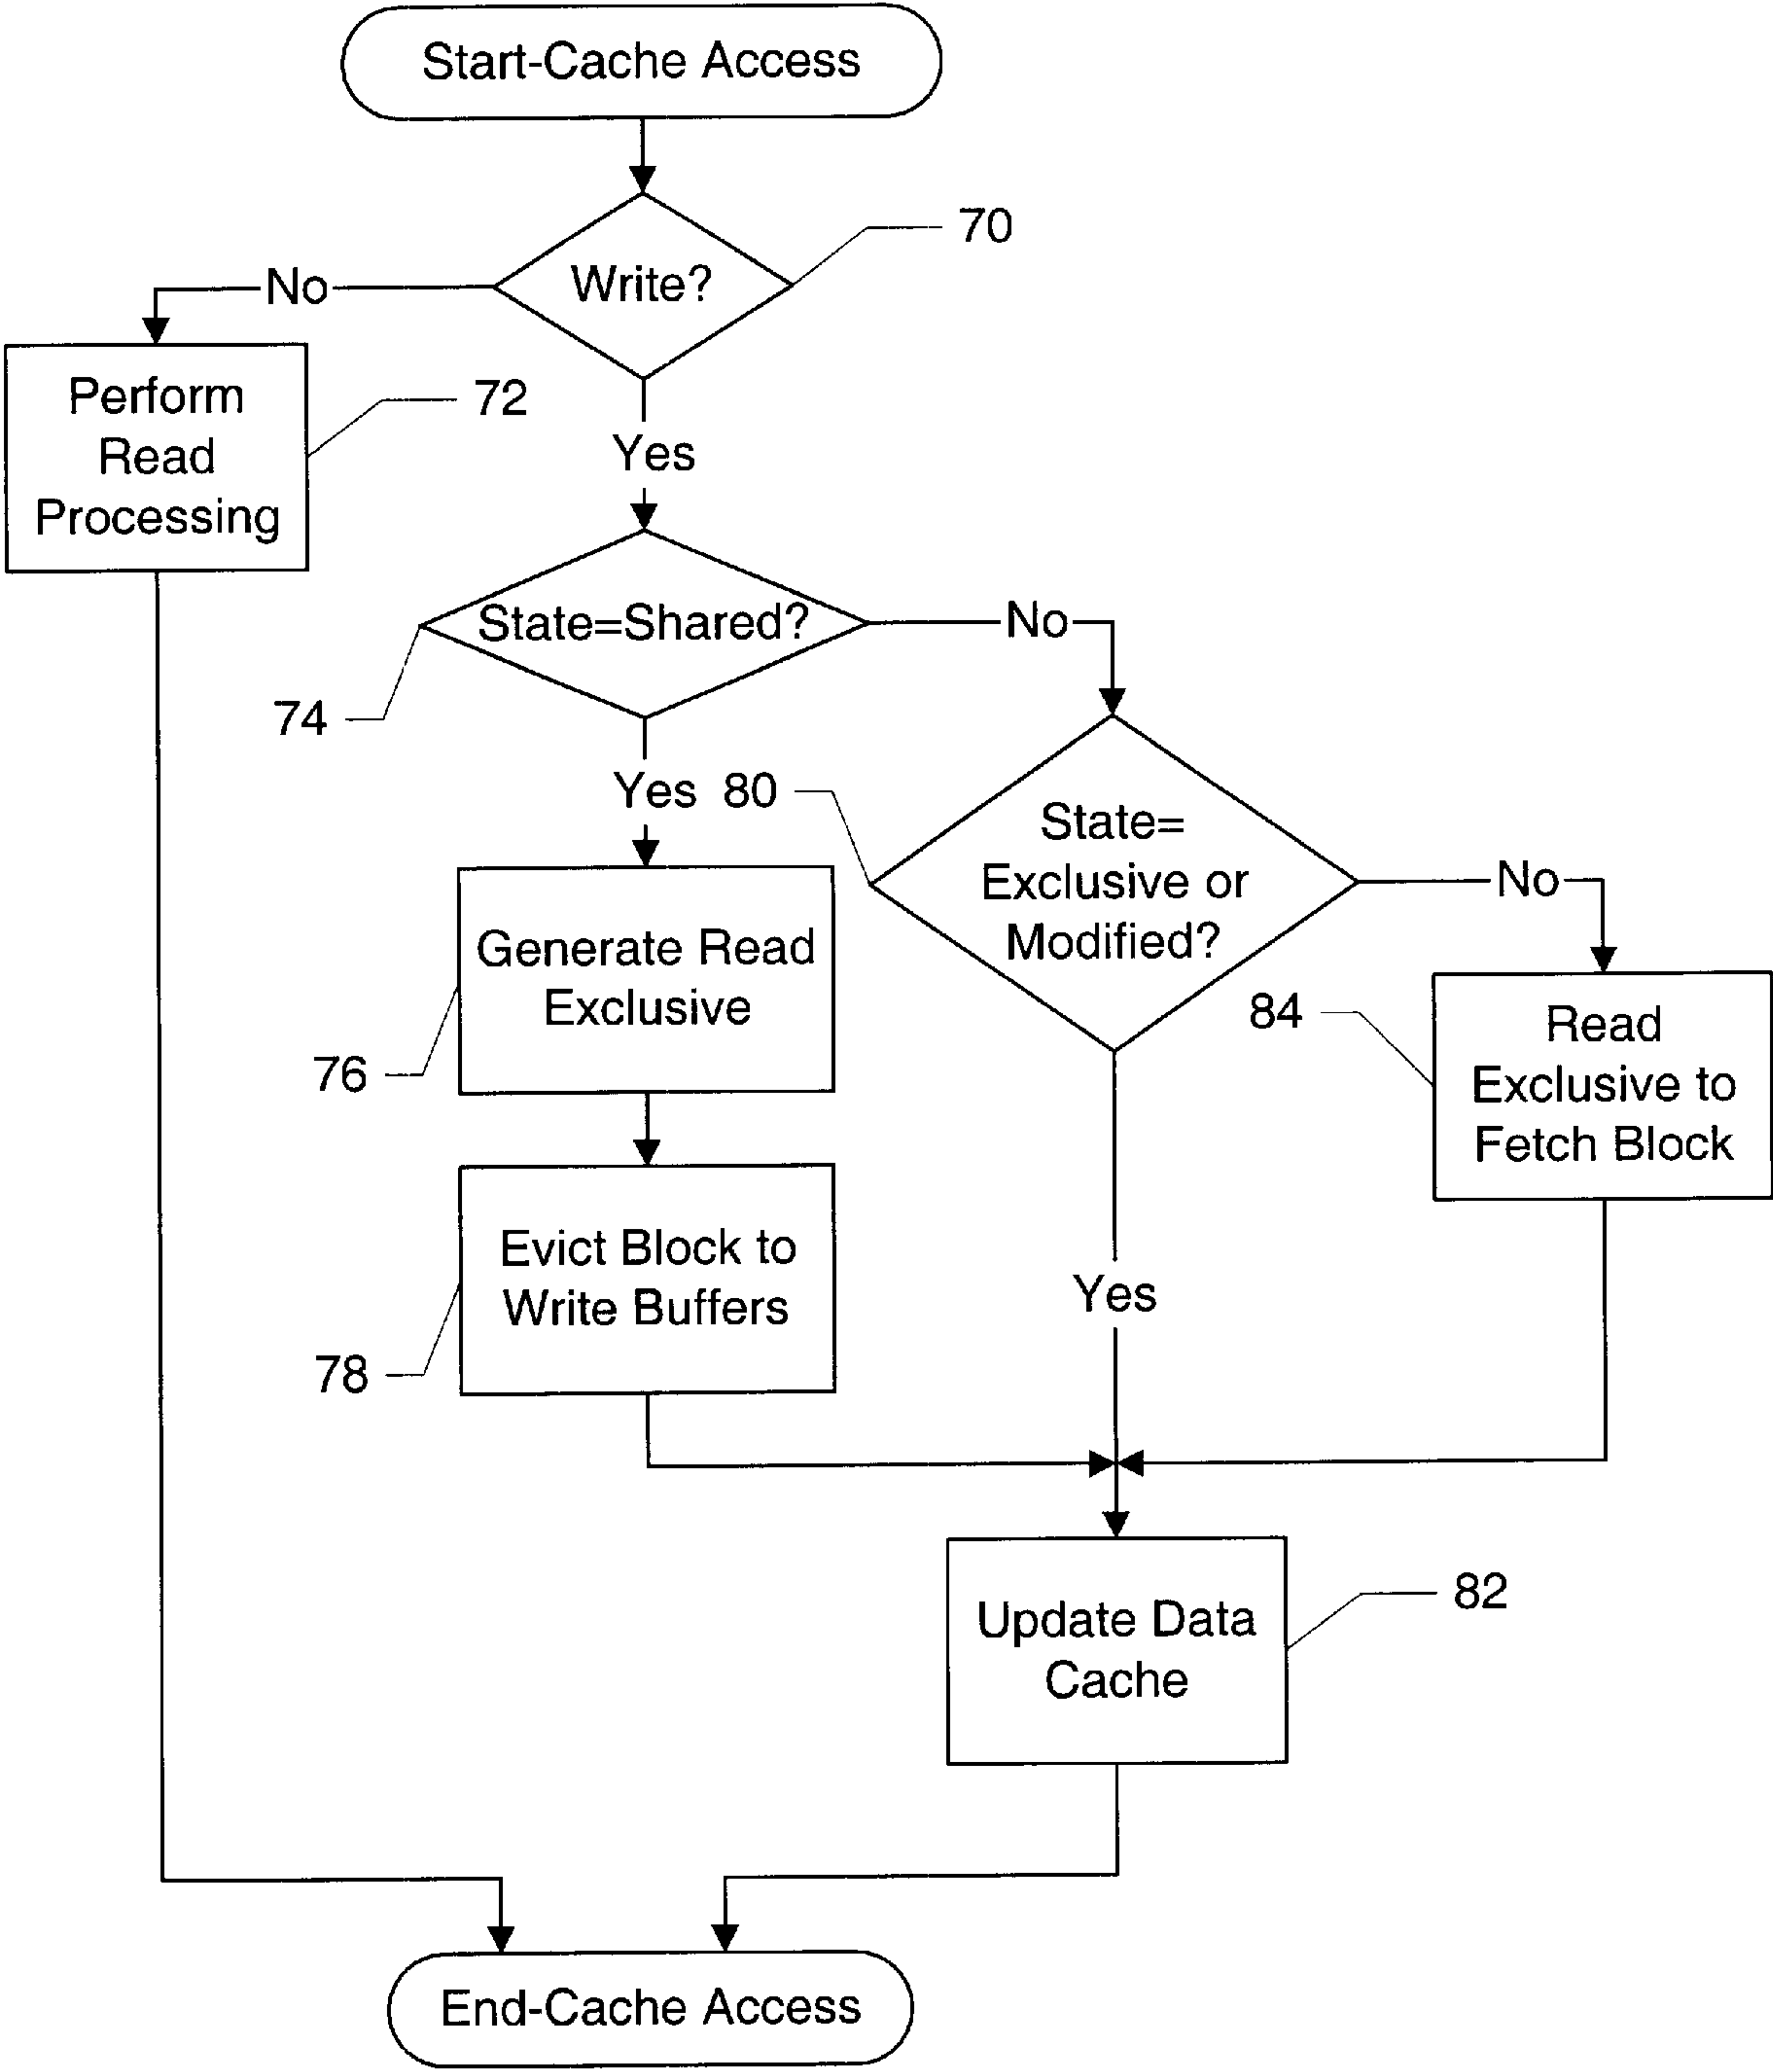 Start-Cache Access
70
Write?
No
Perform
Read
Processing
72
Yes
State=Shared?
No
74
Yes
80
State=
Exclusive or
Modified?
No
Generate Read
Exclusive
76
84
Read
Exclusive to
Fetch Block
Evict Block to
Write Buffers
78
Yes
Update Data
Cache
82
End-Cache Access